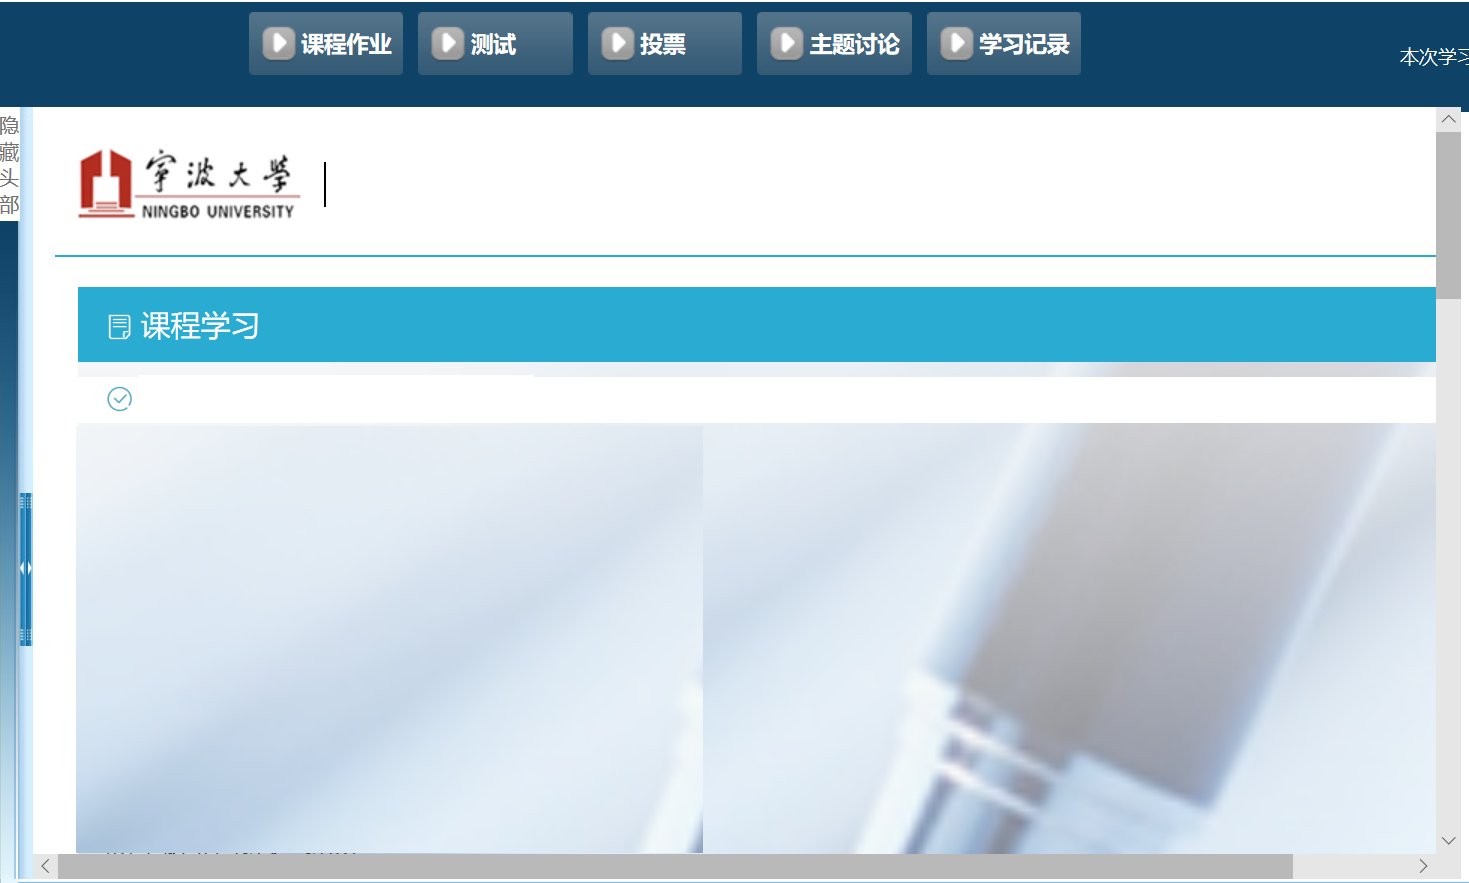 课程作业
测试
投票
主题讨论
学习记录
本次学习
隐
藏
头
部
宁波大学
NINGBO UNIVERSITY
课程学习